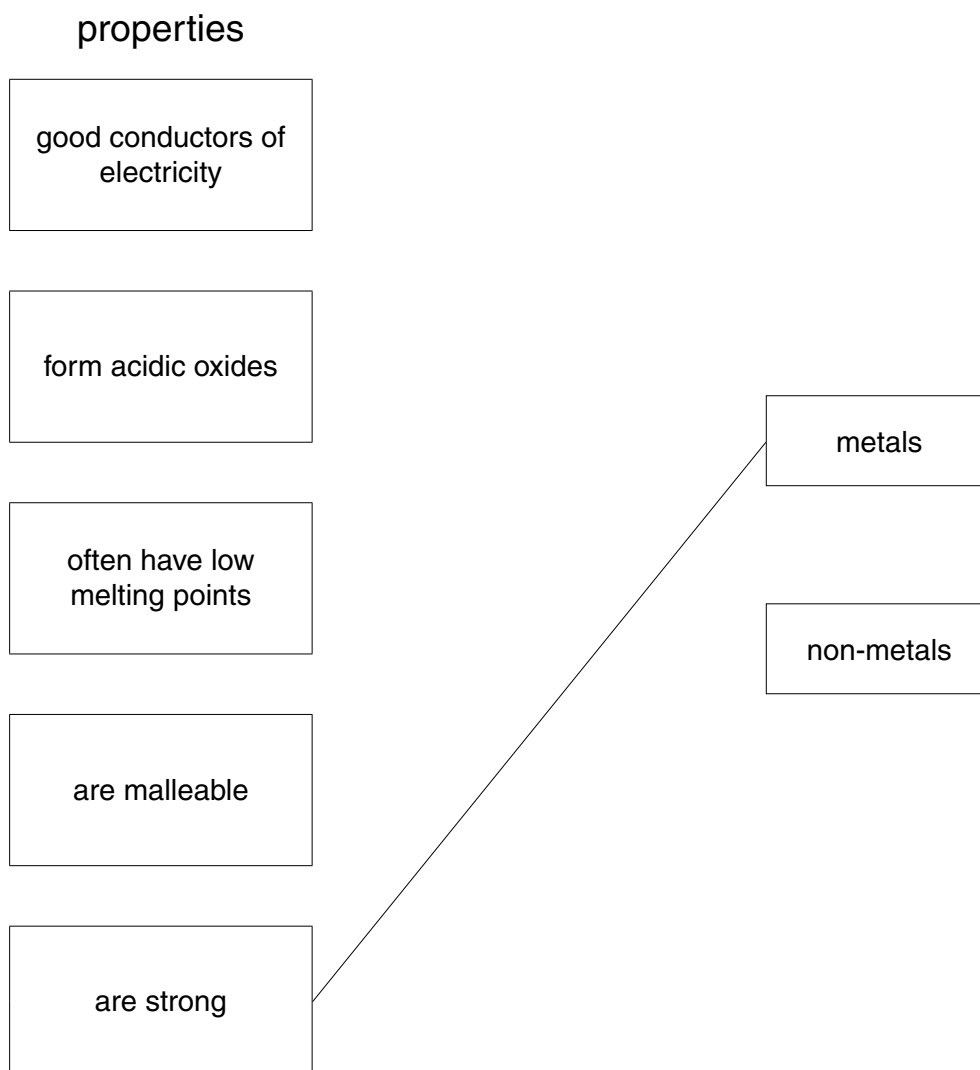 properties
good conductors of
electricity
form acidic oxides
often have low
melting points
are malleable
are strong
metals
non-metals